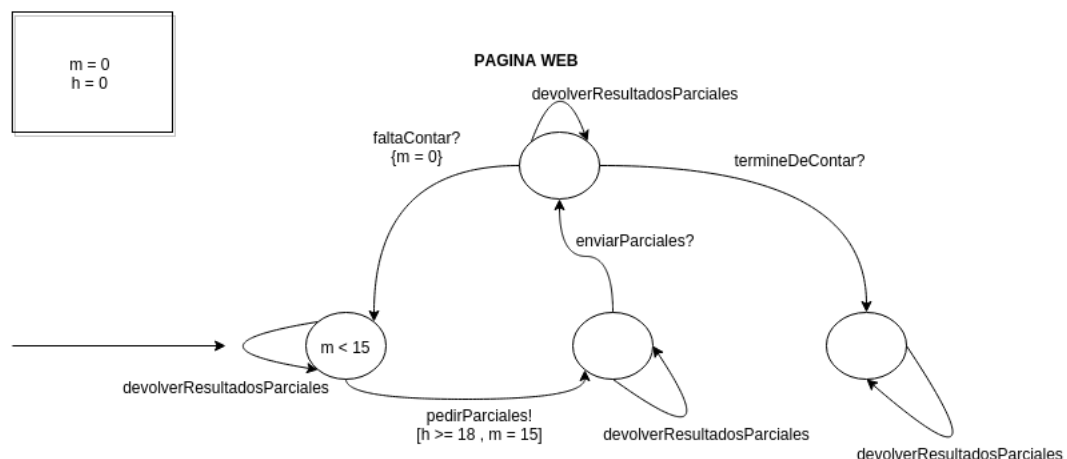 m = 0
h = 0
PAGINA WEB
devolverResultadosParciales
faltaContar?
{m = 0}
termineDeContar?
enviarParciales?
m < 15
devolverResultadosParciales
pedirParciales!
[h >= 18 , m = 15]
devolverResultadosParciales
devolverResultadosParciales